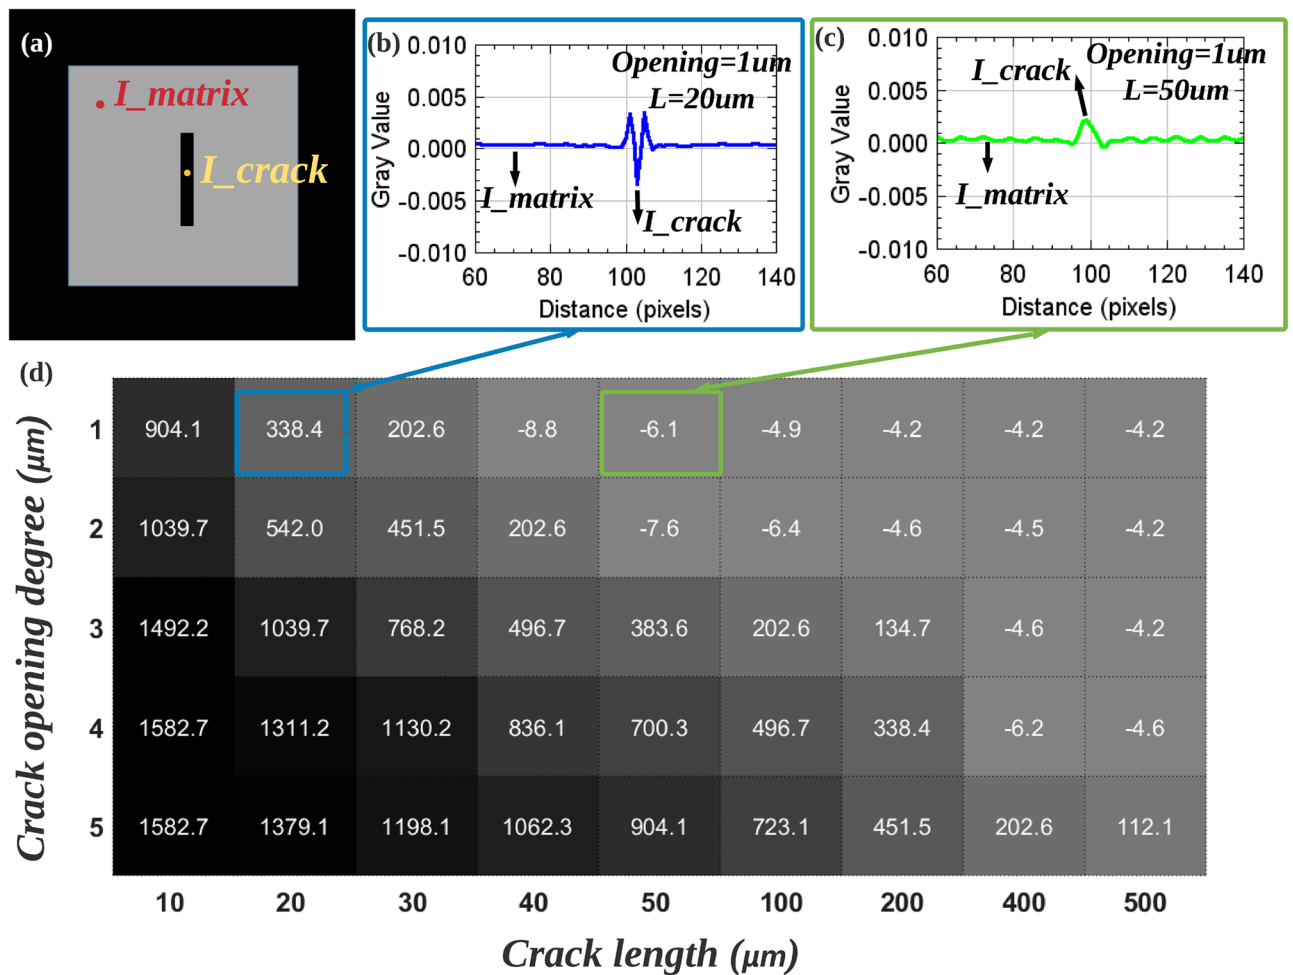 (a)
I_matrix
I_crack
(b)
0.010
0.005
0.000
-0.005
-0.010
Gray Value
Opening=1um
L=20um
I_matrix
I_crack
60 80 100 120 140
Distance (pixels)
(c)
0.010
0.005
0.000
-0.005
-0.010
Gray Value
Opening=1um
L=50um
I_crack
I_matrix
60 80 100 120 140
Distance (pixels)
(d)
Crack opening degree (μm)
1 904.1 338.4 202.6 -8.8 -6.1 -4.9 -4.2 -4.2 -4.2
2 1039.7 542.0 451.5 202.6 -7.6 -6.4 -4.6 -4.5 -4.2
3 1492.2 1039.7 768.2 496.7 383.6 202.6 134.7 -4.6 -4.2
4 1582.7 1311.2 1130.2 836.1 700.3 496.7 338.4 -6.2 -4.6
5 1582.7 1379.1 1198.1 1062.3 904.1 723.1 451.5 202.6 112.1
10 20 30 40 50 100 200 400 500
Crack length (μm)